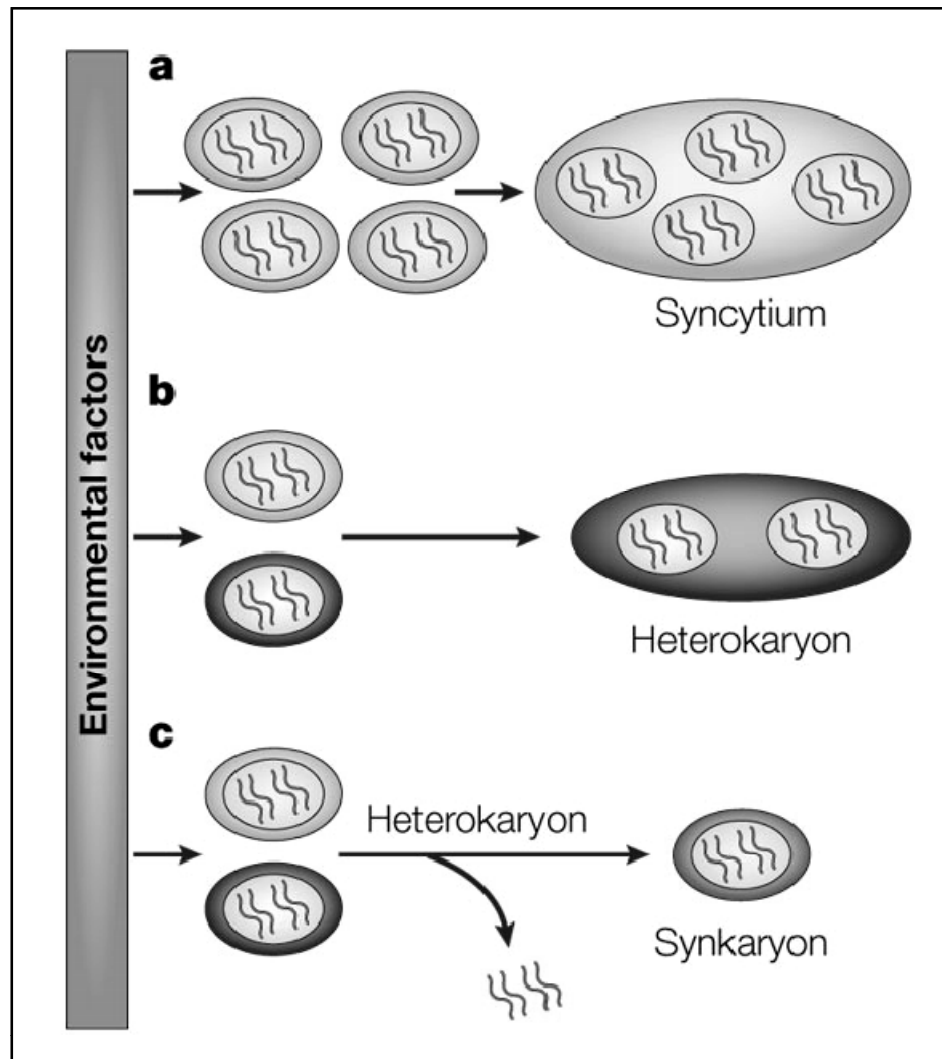 Environmental factors
a
Syncytium
b
Heterokaryon
c
Heterokaryon
Synkaryon